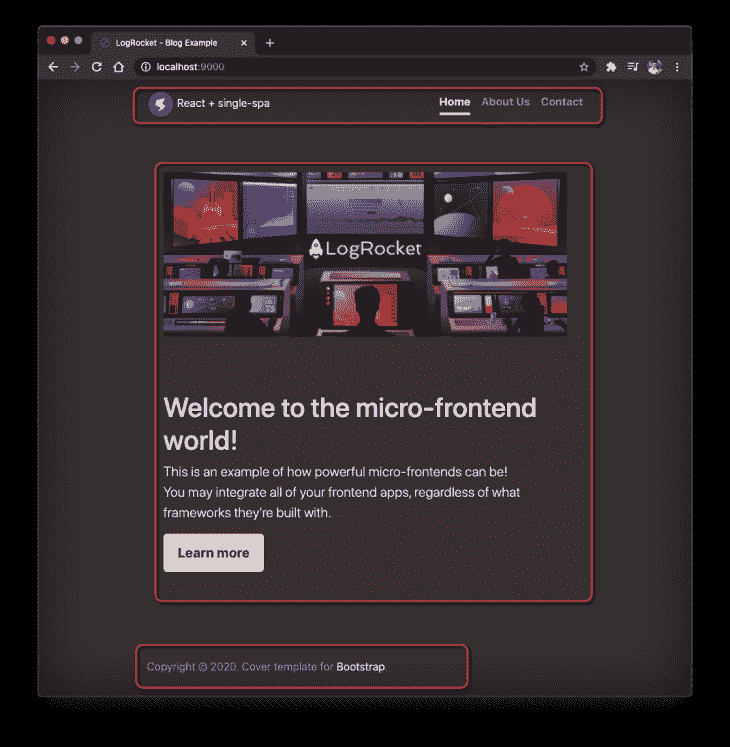 LogRocket - Blog Example
localhost:9000
React + single-spa
Home About Us Contact
LogRocket
Welcome to the micro-frontend
world!
This is an example of how powerful micro-frontends can be!
You may integrate all of your frontend apps, regardless of what
frameworks they're built with.
Learn more
Copyright © 2020. Cover template for Bootstrap.